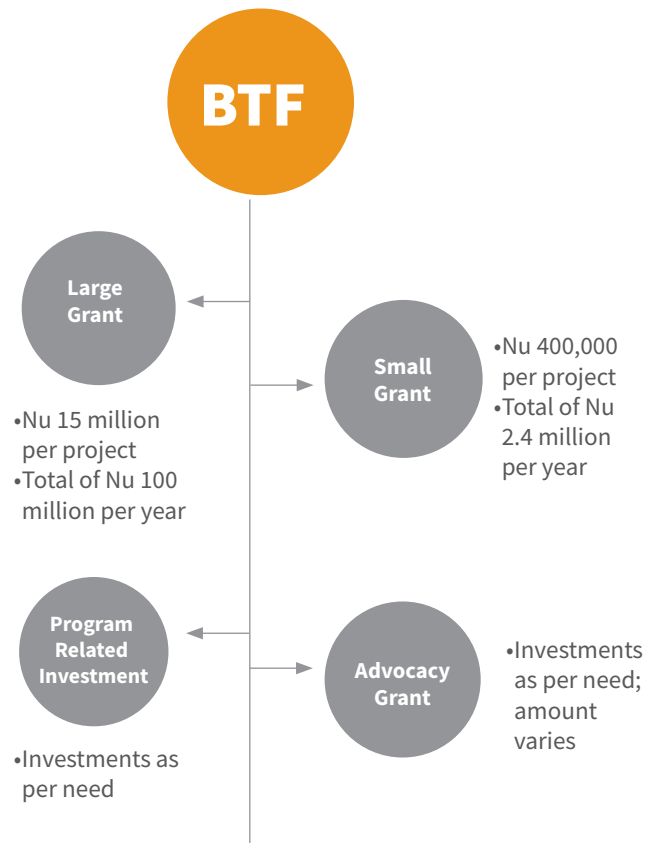 BTF
Large
Grant
•Nu 15 million
per project
•Total of Nu 100
million per year
Small
Grant
•Nu 400,000
per project
•Total of Nu
2.4 million
per year
Program
Related
Investment
•Investments as
per need
Advocacy
Grant
•Investments
as per need;
amount
varies